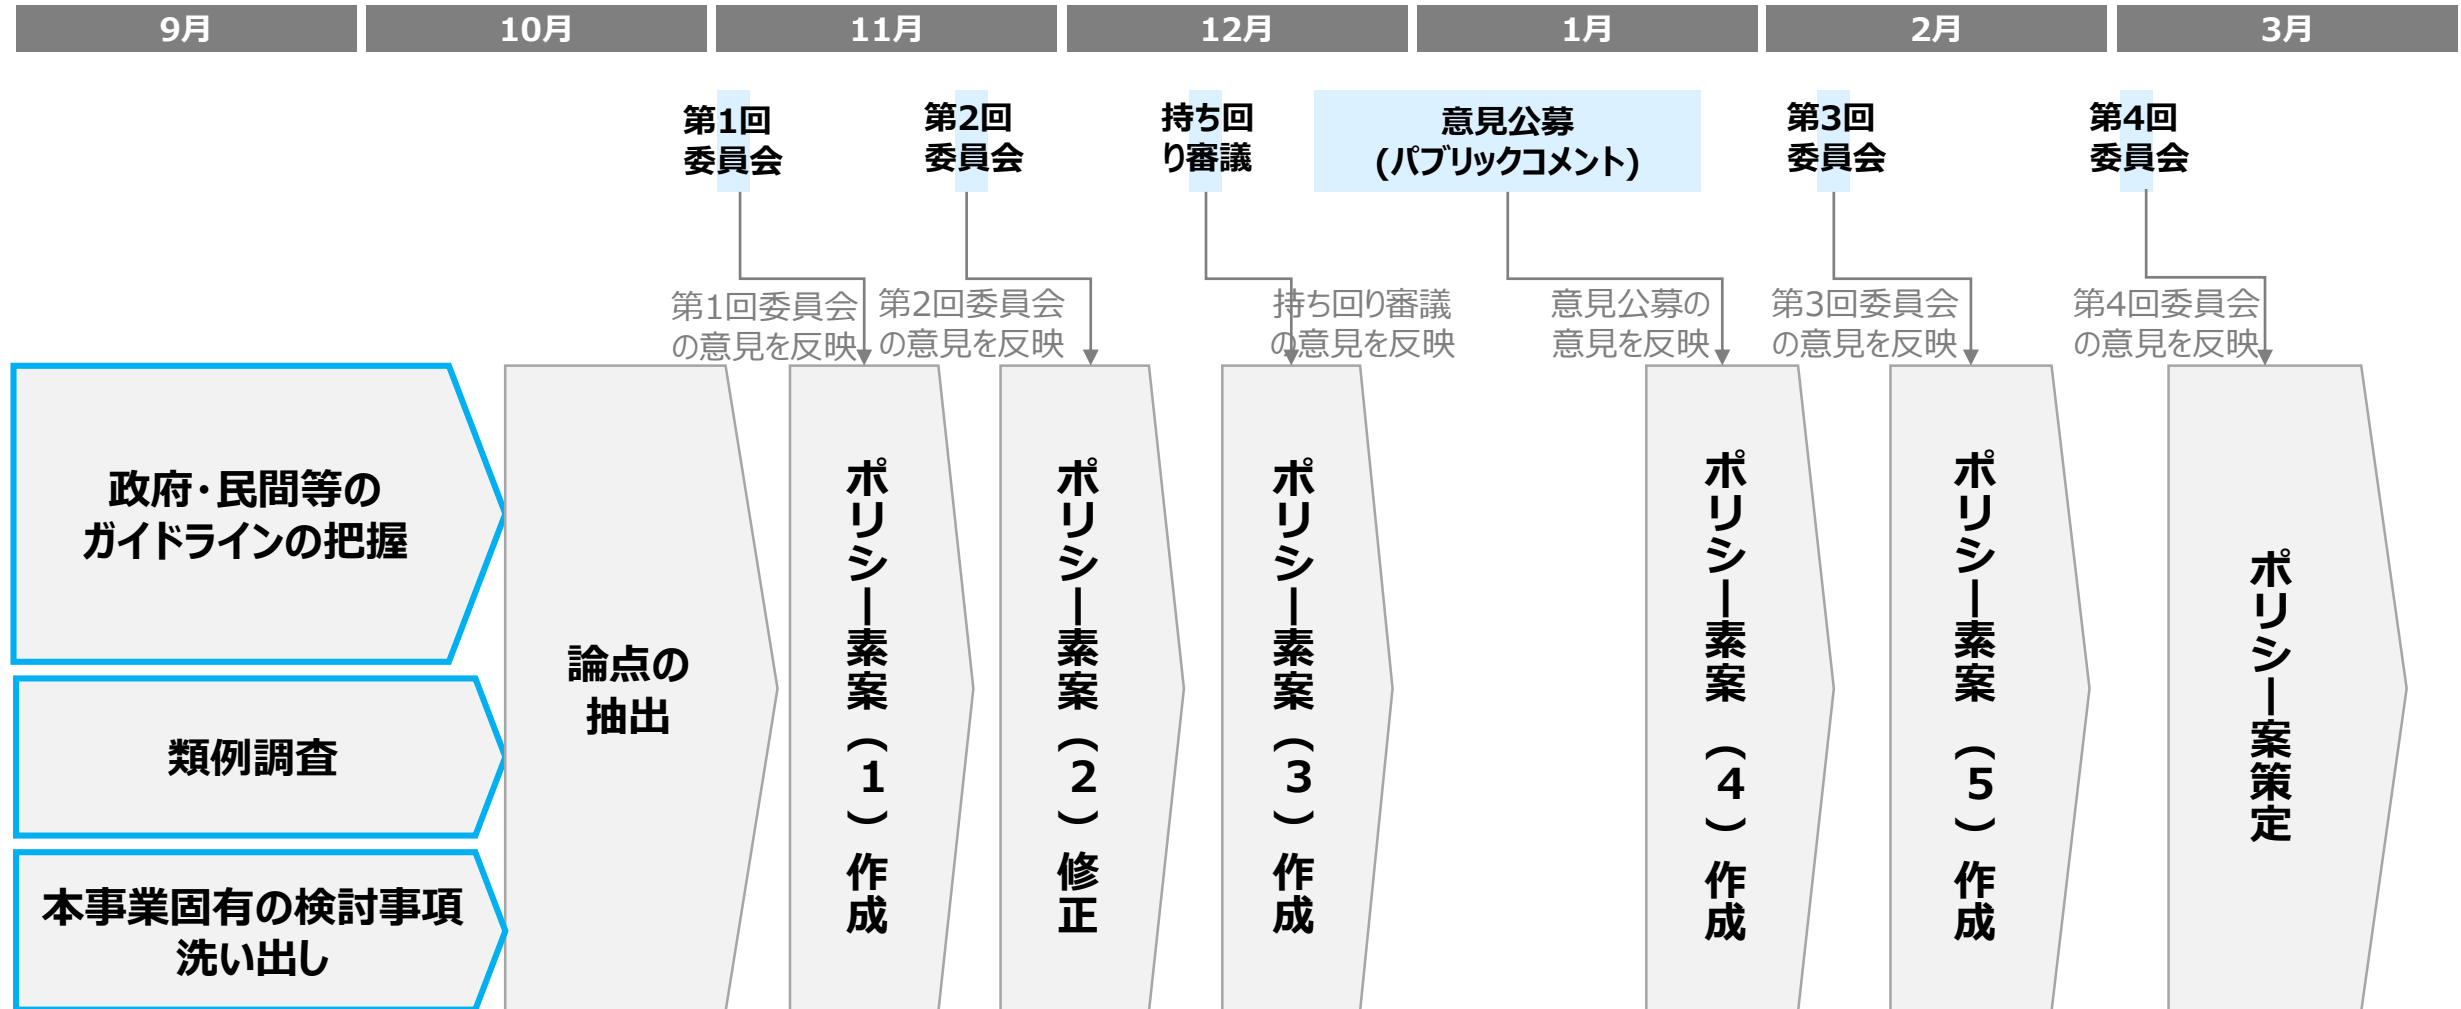 9月
10月
11月
12月
1月
2月
3月
第1回
委員会
第2回
委員会
持ち回
り審議
意見公募
(パブリックコメント)
第3回
委員会
第4回
委員会
第1回委員会
の意見を反映
第2回委員会
の意見を反映
持ち回り審議
の意見を反映
意見公募の
意見を反映
第3回委員会
の意見を反映
第4回委員会
の意見を反映
政府・民間等の
ガイドラインの把握
類例調査
本事業固有の検討事項
洗い出し
論点の
抽出
ポリシー素案（1）作成
ポリシー素案（2）修正
ポリシー素案（3）作成
ポリシー素案（4）作成
ポリシー素案（5）作成
ポリシー案策定